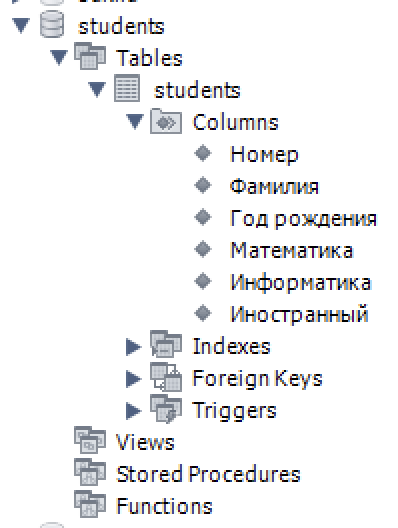 students
Tables
students
Columns
Номер
Фамилия
Год рождения
Математика
Информатика
Иностранный
Indexes
Foreign Keys
Triggers
Views
Stored Procedures
Functions